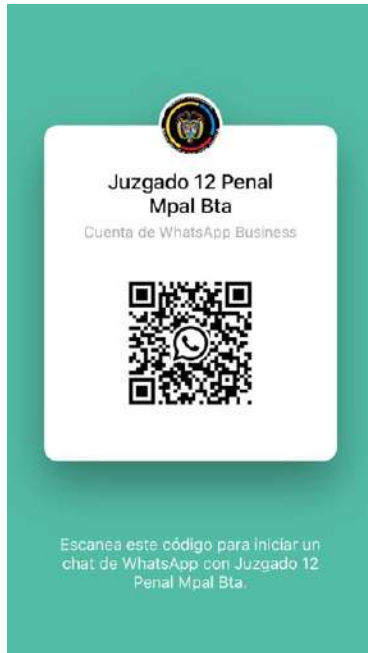 Juzgado 12 Penal
Mpal Bta
Cuenta de WhatsApp Business
Escanea este código para iniciar un
chat de WhatsApp con Juzgado 12
Penal Mpal Bta.